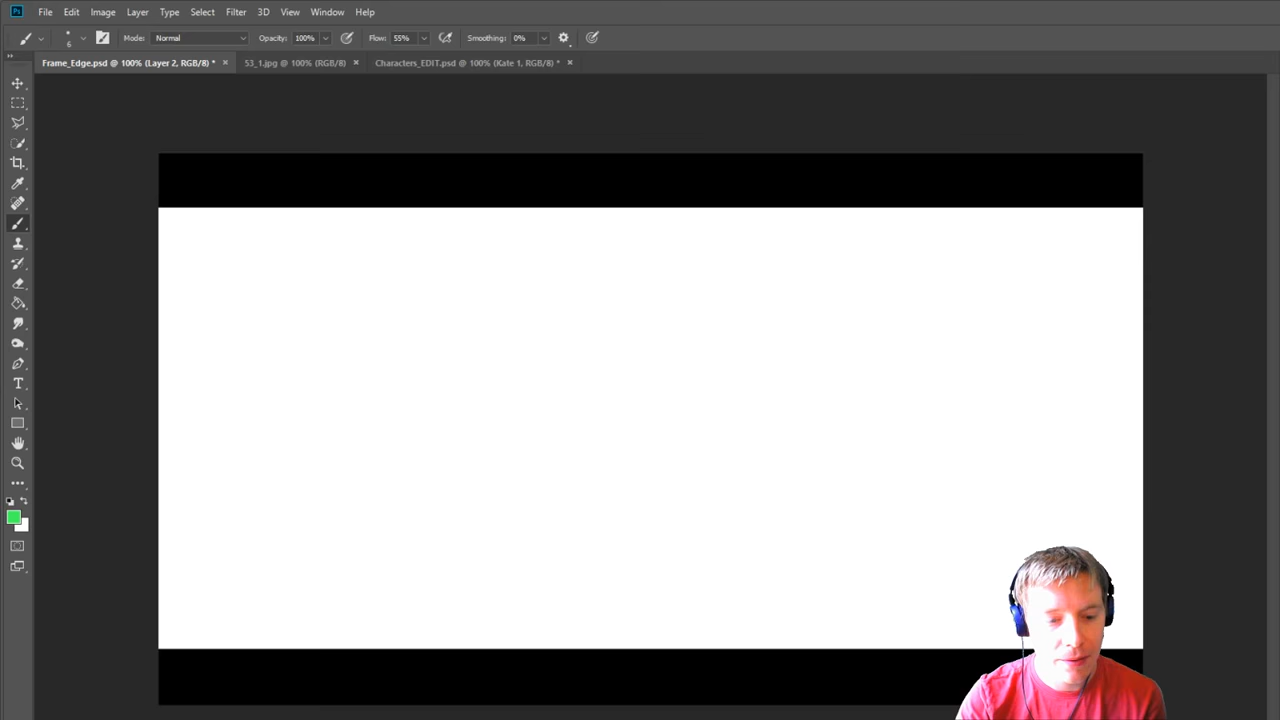 Ps File Edit Image Layer Type Select Filter 3D View Window Help
6 Mode: Normal Opacity: 100% Flow: 55% Smoothing: 0%
Frame_Edge.psd @ 100% (Layer 2, RGB/8) * × 53_1.jpg @ 100% (RGB/8) × Characters_EDIT.psd @ 100% (Kate 1, RGB/8) * ×
T